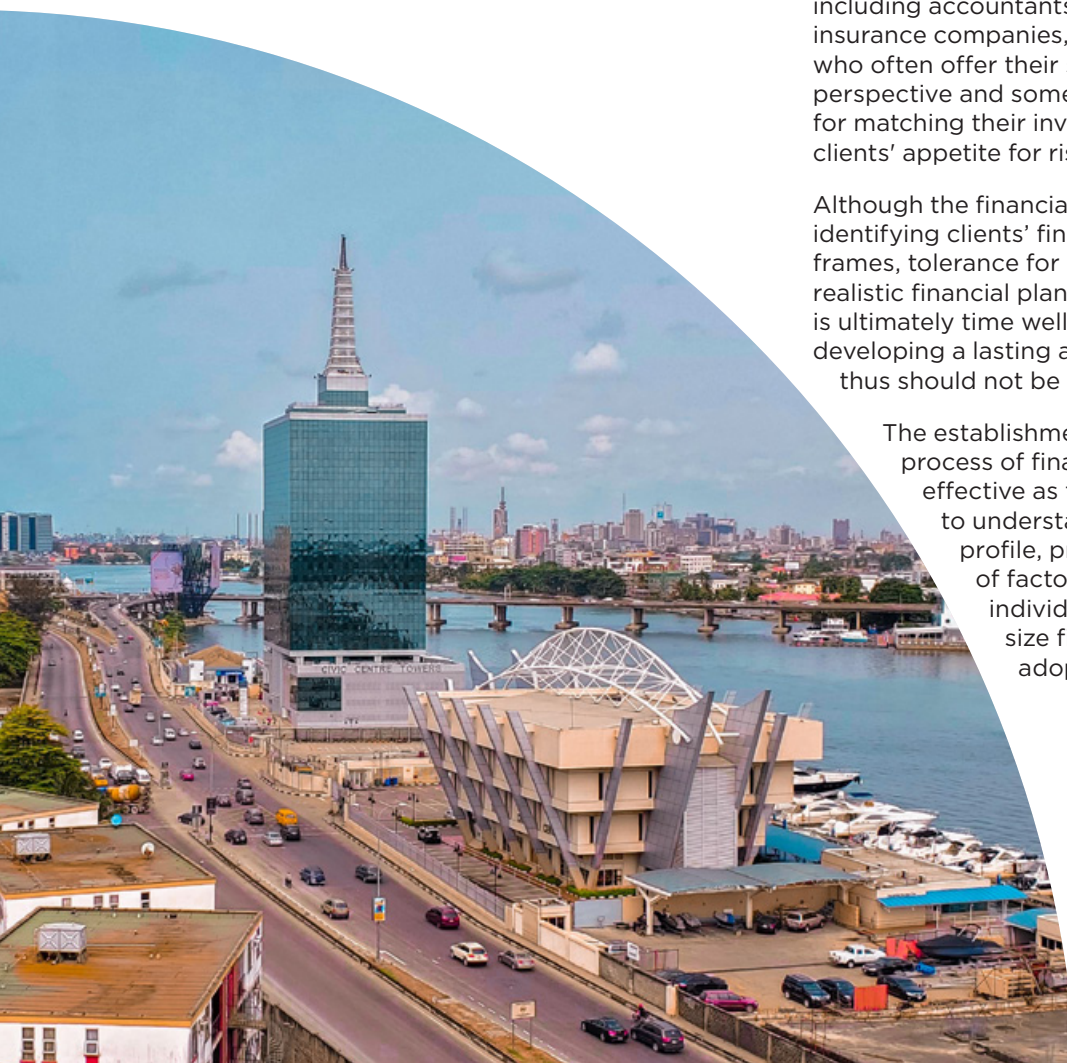 including accountants
insurance companies,
who often offer their
perspective and some
for matching their inv
clients' appetite for ris
Although the financia
identifying clients’ fin
frames, tolerance for
realistic financial plan
is ultimately time well
developing a lasting a
thus should not be
The establishme
process of fina
effective as
to understa
profile, pr
of facto
individ
size f
adop
CIVIC CENTRE TOWERS